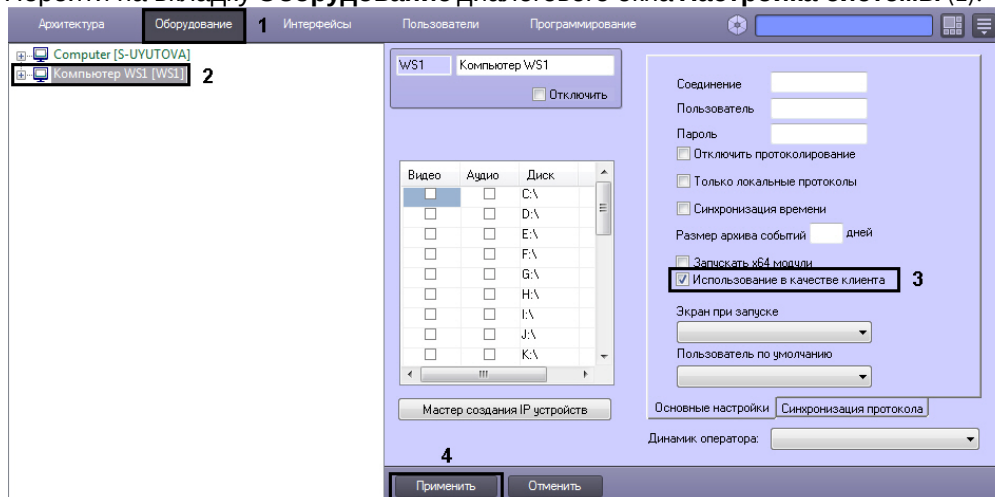 Перейти на вкладку Оборудование диалогового окна Настройка системы (1).
Архитектура Оборудование 1 Интерфейсы Пользователи Программирование
Computer [S-UYUTOVA]
Компьютер WS1 [WS1] 2
WS1 Компьютер WS1
Отключить
Видео Аудио Диск
C:\
D:\
E:\
F:\
G:\
H:\
I:\
J:\
K:\
Мастер создания IP устройств
Соединение
Пользователь
Пароль
Отключить протоколирование
Только локальные протоколы
Синхронизация времени
Размер архива событий дней
Запускать x64 модули
Использование в качестве клиента 3
Экран при запуске
Пользователь по умолчанию
Основные настройки Синхронизация протокола
Динамик оператора:
4
Применить Отменить